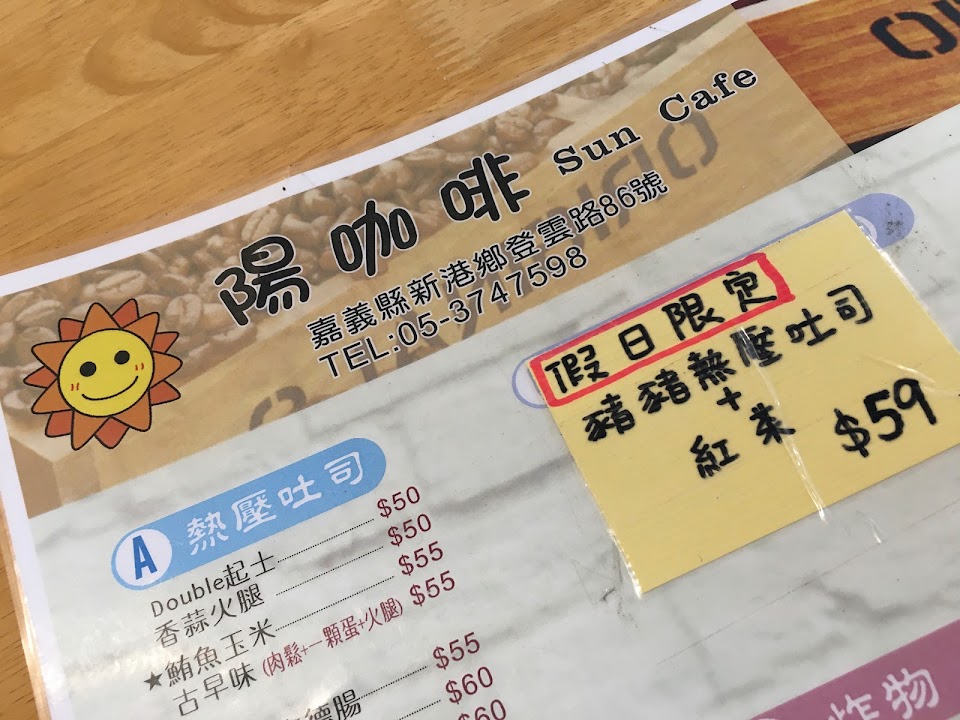 陽咖啡 Sun Cafe
嘉義縣新港鄉登雲路86號
TEL:05-3747598
假日限定
豬豬熱壓吐司
+
紅茶
$59
A 熱壓吐司
Double起士 $50
香蒜火腿 $50
★鮪魚玉米 $55
古早味(肉鬆+一顆蛋+火腿) $55
德腸 $55
$60
$60
炸物